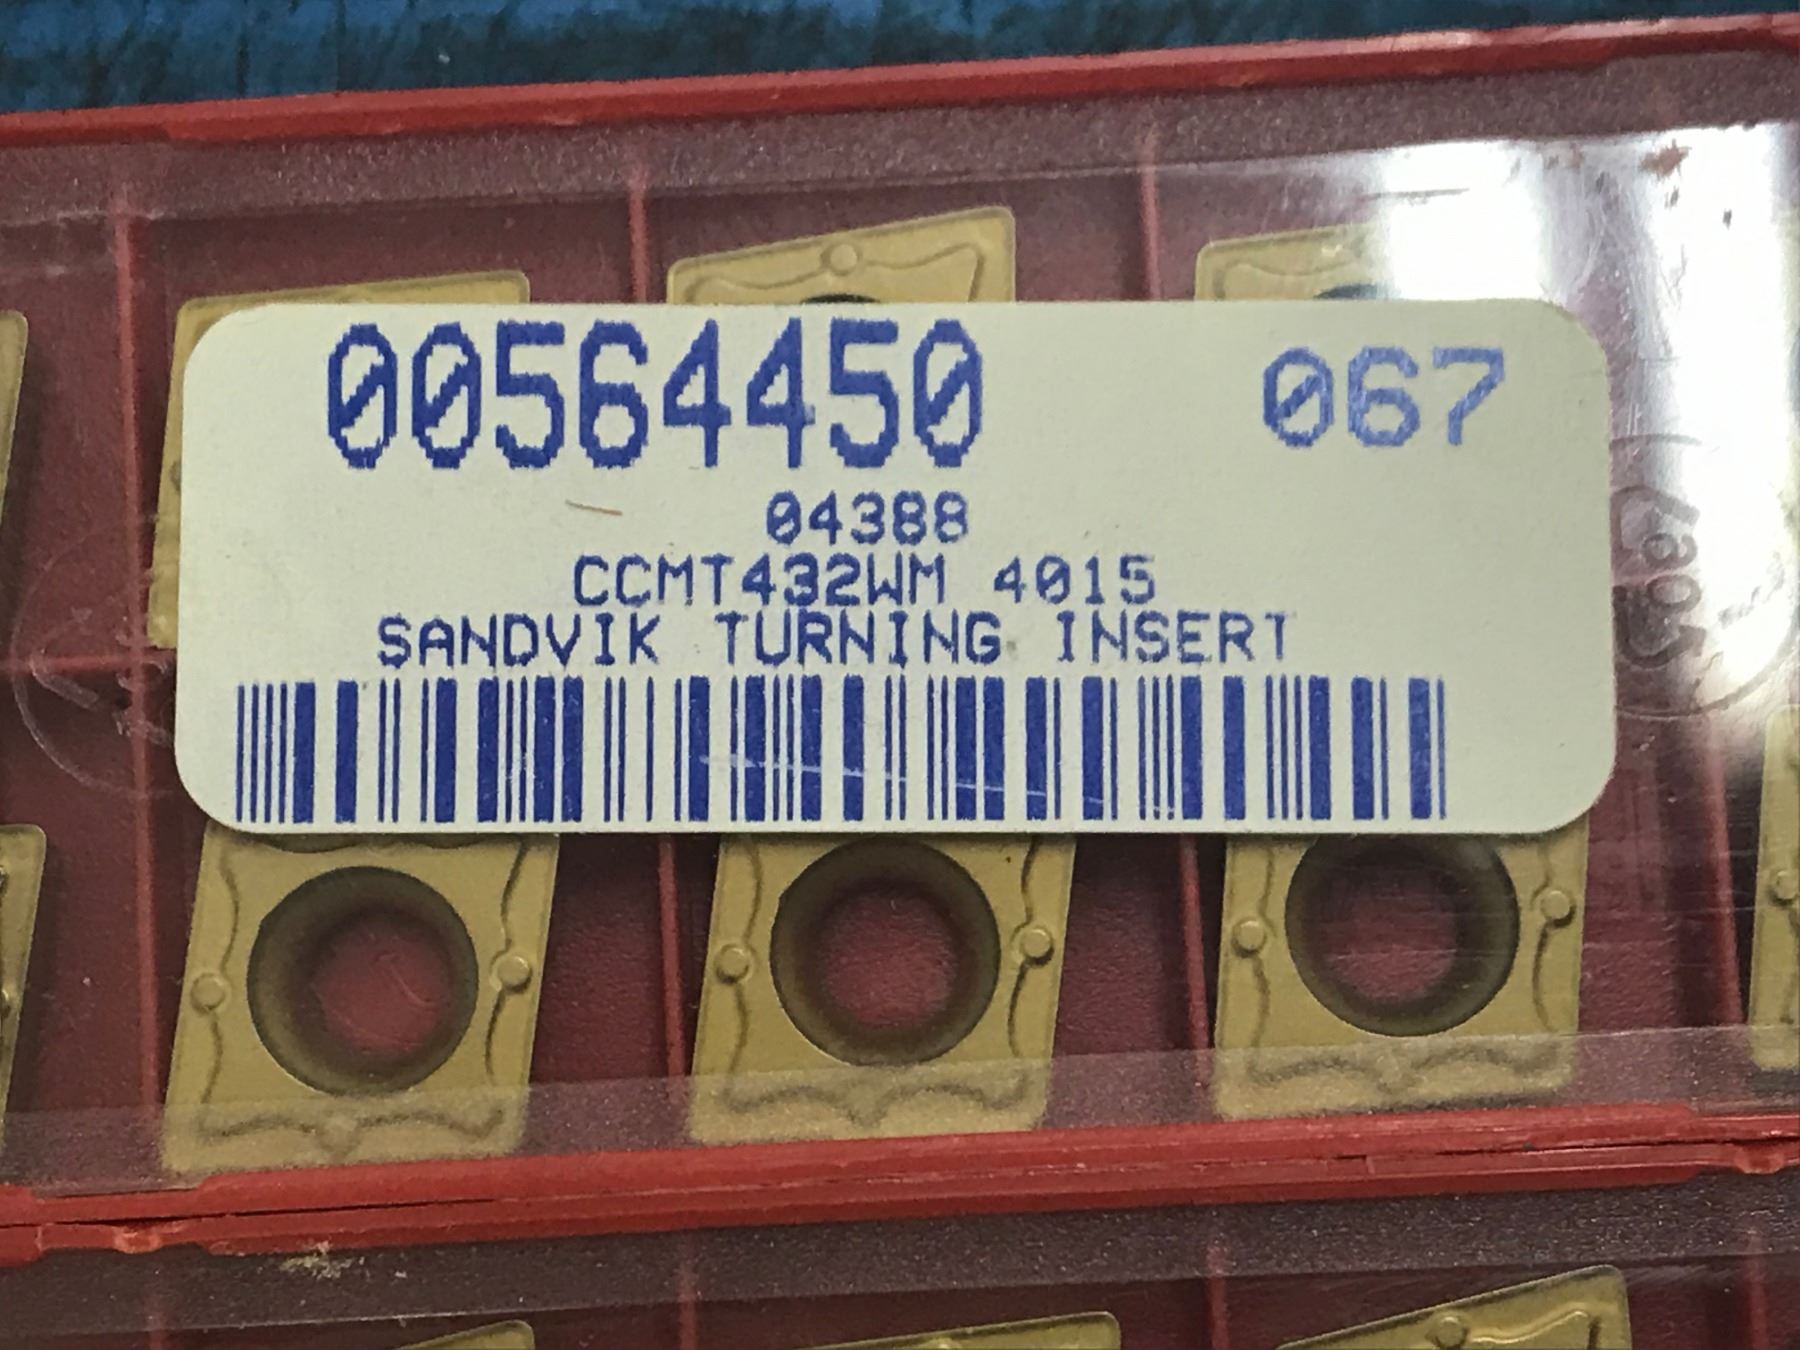 00564450 067
04388
CCMT432WM 4015
SANDVIK TURNING INSERT